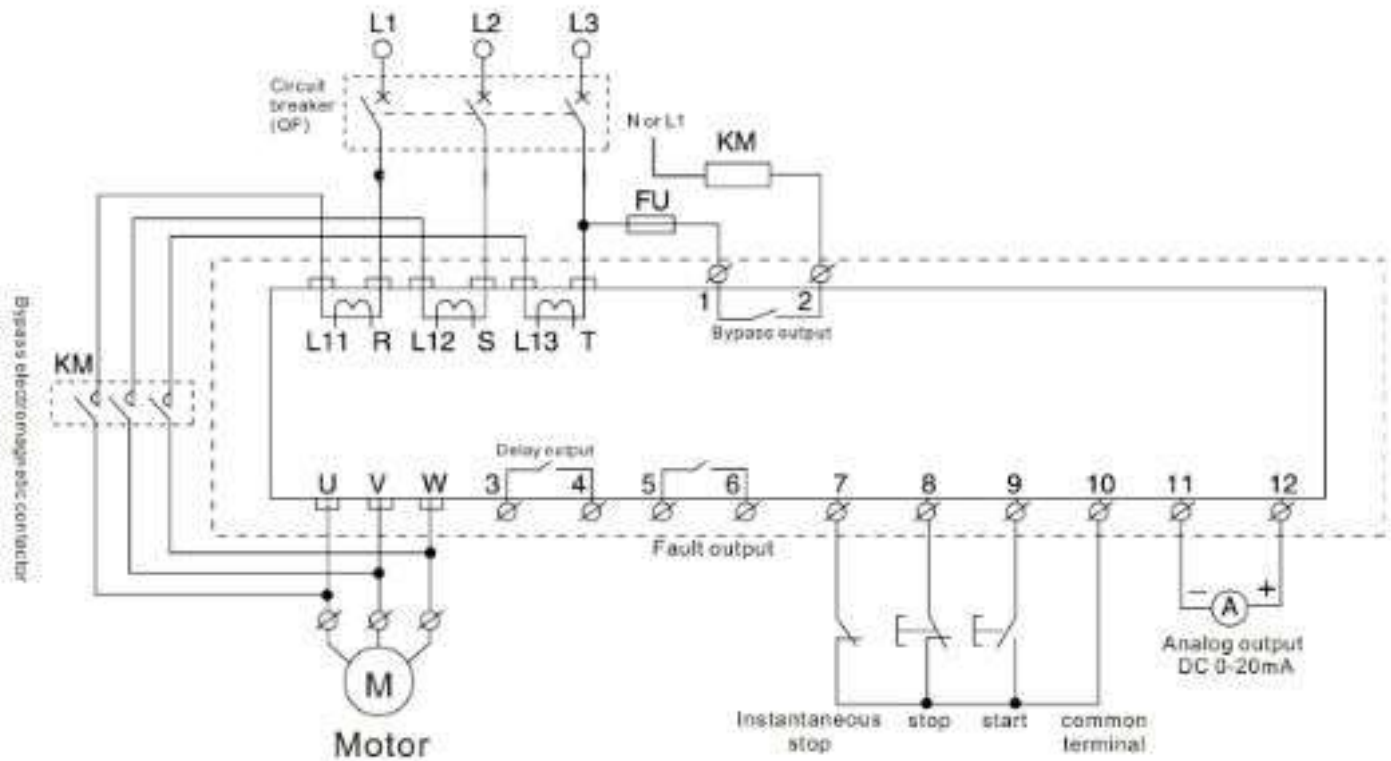 L1 L2 L3
Circuit
breaker
(QF)
N or L1
KM
FU
1 2
Bypass output
L11 R L12 S L13 T
KM
Bypass electromagnetic contactor
Delay output
U V W 3 4 5 6 7 8 9 10 11 12
Fault output
− A +
Analog output
DC 0-20mA
M
Motor
Instantaneous
stop
stop
start
common
terminal